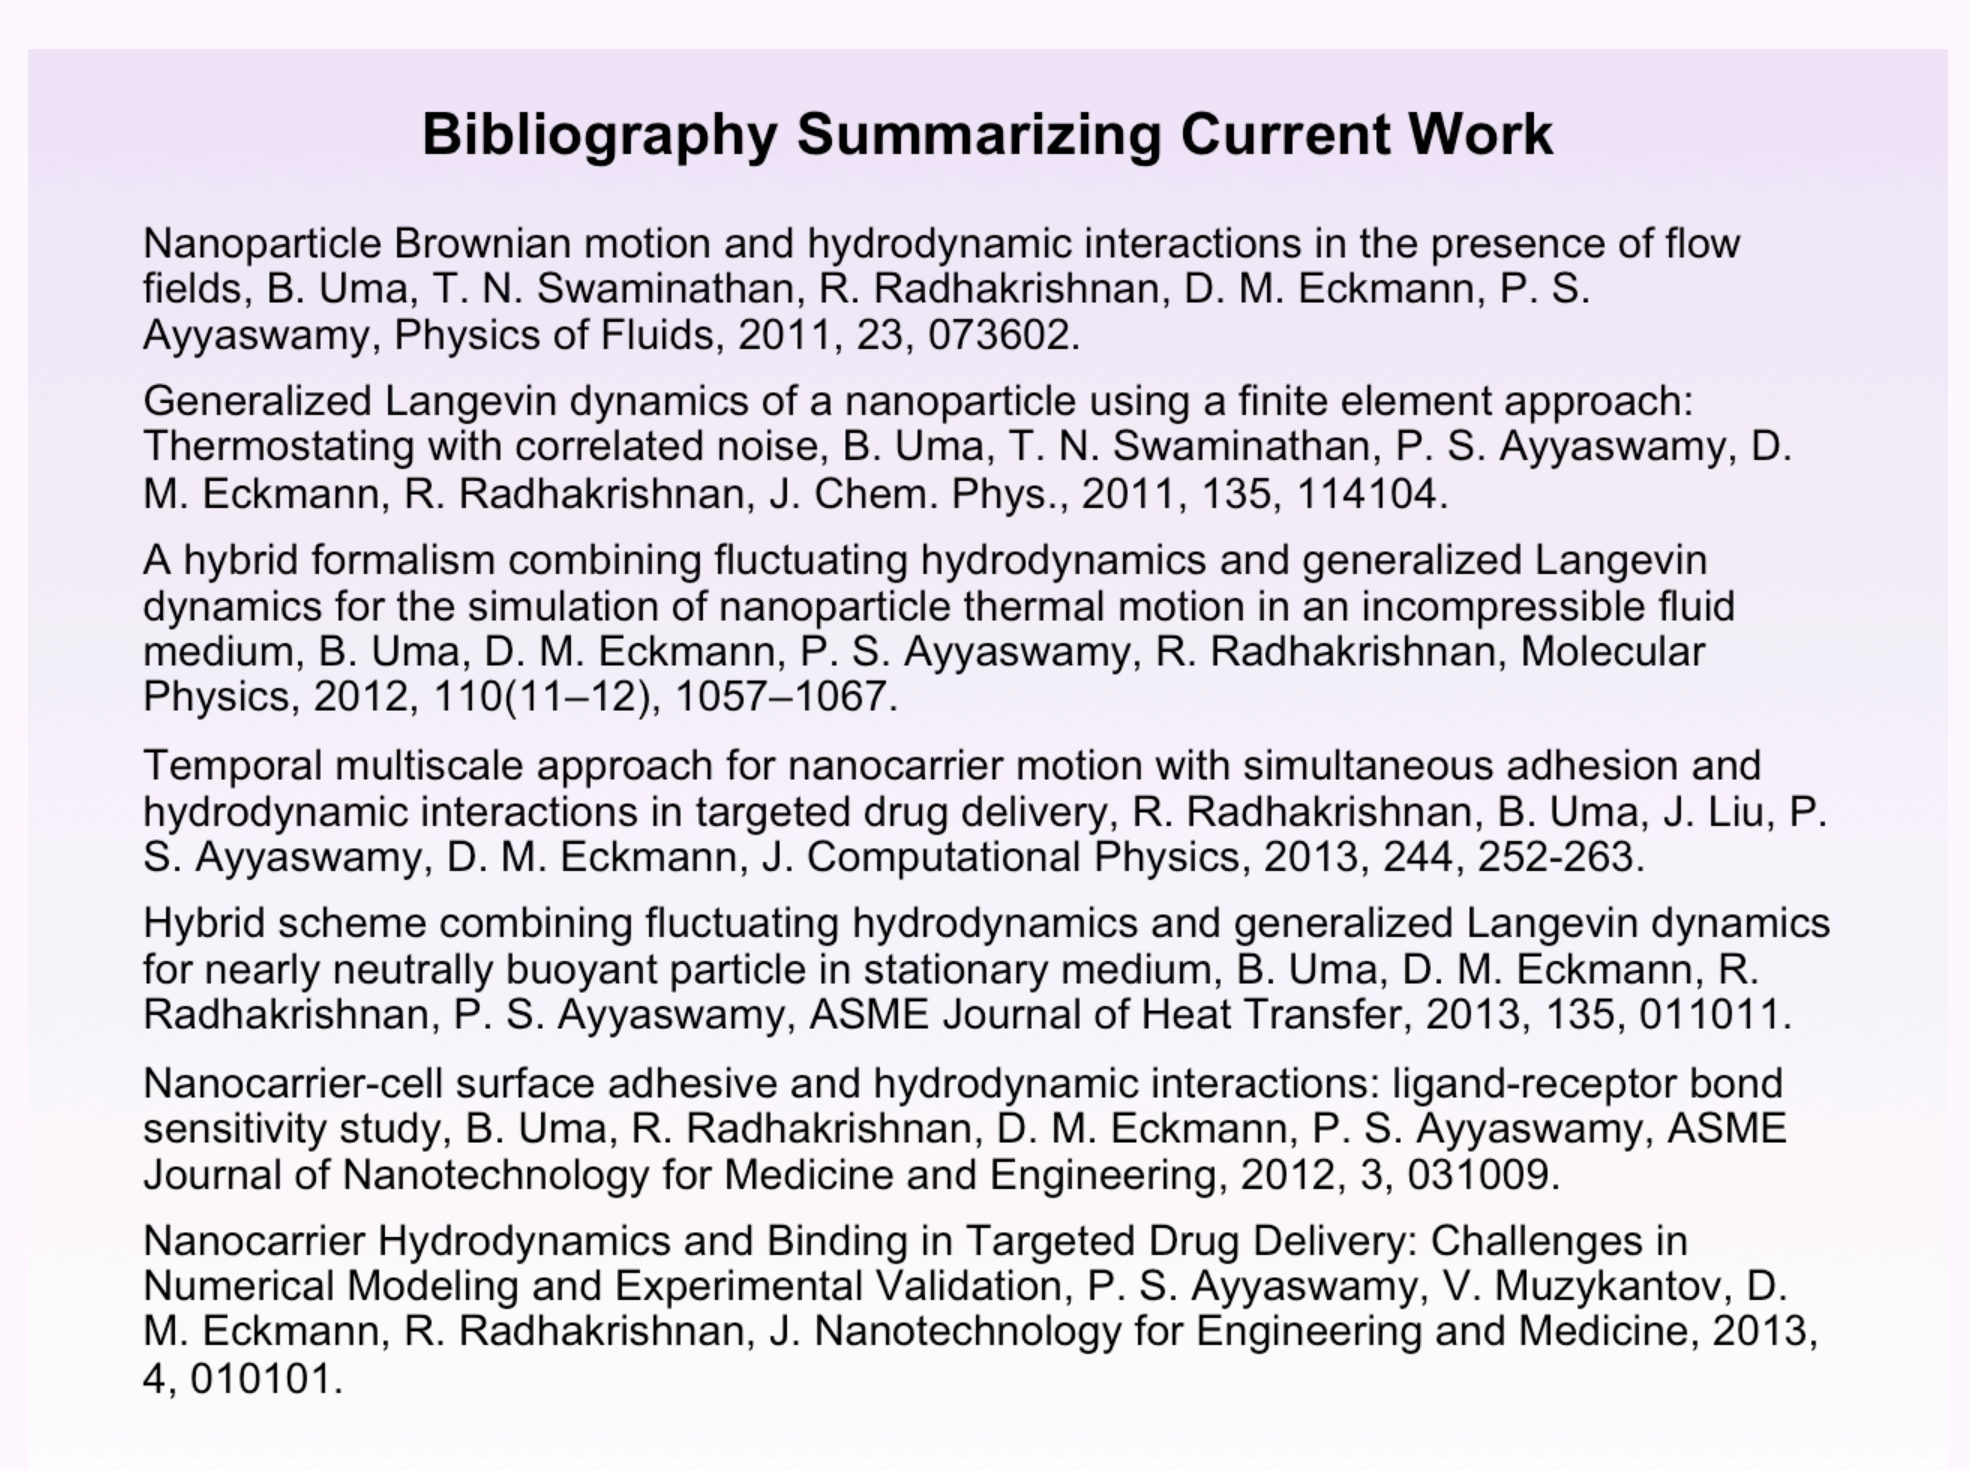 Bibliography Summarizing Current Work
Nanoparticle Brownian motion and hydrodynamic interactions in the presence of flow
fields, B. Uma, T. N. Swaminathan, R. Radhakrishnan, D. M. Eckmann, P. S.
Ayyaswamy, Physics of Fluids, 2011, 23, 073602.
Generalized Langevin dynamics of a nanoparticle using a finite element approach:
Thermostating with correlated noise, B. Uma, T. N. Swaminathan, P. S. Ayyaswamy, D.
M. Eckmann, R. Radhakrishnan, J. Chem. Phys., 2011, 135, 114104.
A hybrid formalism combining fluctuating hydrodynamics and generalized Langevin
dynamics for the simulation of nanoparticle thermal motion in an incompressible fluid
medium, B. Uma, D. M. Eckmann, P. S. Ayyaswamy, R. Radhakrishnan, Molecular
Physics, 2012, 110(11–12), 1057–1067.
Temporal multiscale approach for nanocarrier motion with simultaneous adhesion and
hydrodynamic interactions in targeted drug delivery, R. Radhakrishnan, B. Uma, J. Liu, P.
S. Ayyaswamy, D. M. Eckmann, J. Computational Physics, 2013, 244, 252-263.
Hybrid scheme combining fluctuating hydrodynamics and generalized Langevin dynamics
for nearly neutrally buoyant particle in stationary medium, B. Uma, D. M. Eckmann, R.
Radhakrishnan, P. S. Ayyaswamy, ASME Journal of Heat Transfer, 2013, 135, 011011.
Nanocarrier-cell surface adhesive and hydrodynamic interactions: ligand-receptor bond
sensitivity study, B. Uma, R. Radhakrishnan, D. M. Eckmann, P. S. Ayyaswamy, ASME
Journal of Nanotechnology for Medicine and Engineering, 2012, 3, 031009.
Nanocarrier Hydrodynamics and Binding in Targeted Drug Delivery: Challenges in
Numerical Modeling and Experimental Validation, P. S. Ayyaswamy, V. Muzykantov, D.
M. Eckmann, R. Radhakrishnan, J. Nanotechnology for Engineering and Medicine, 2013,
4, 010101.